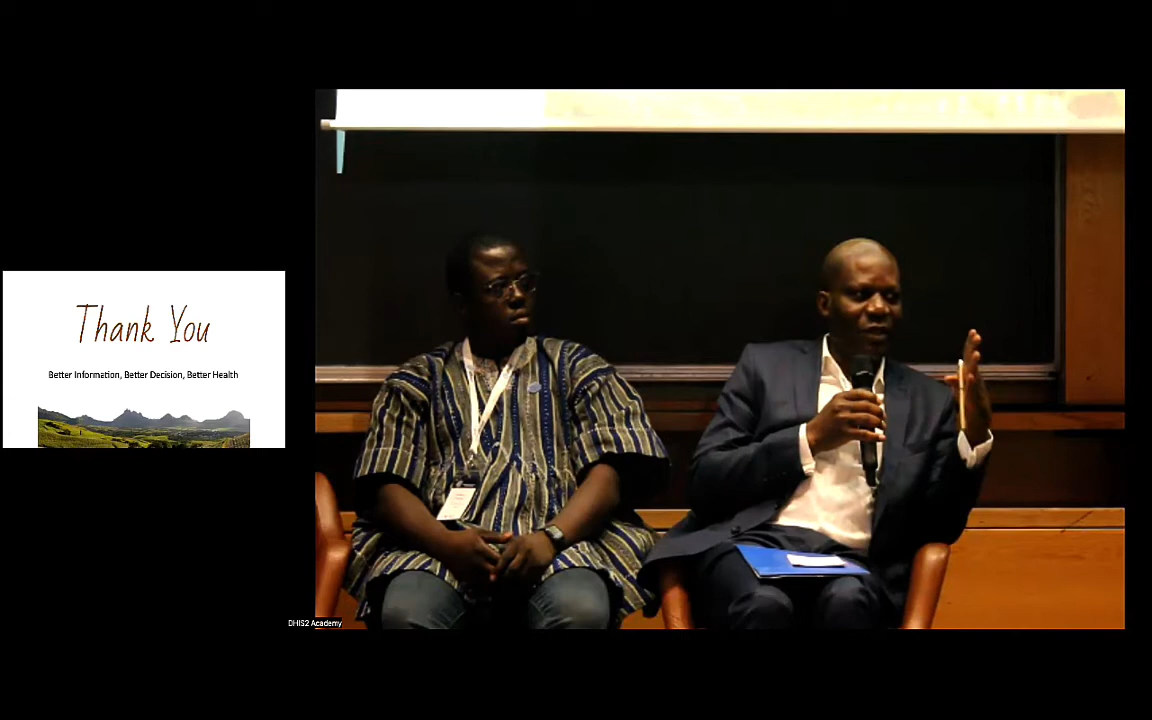 Thank You
Better Information, Better Decision, Better Health
DHIS2 Academy